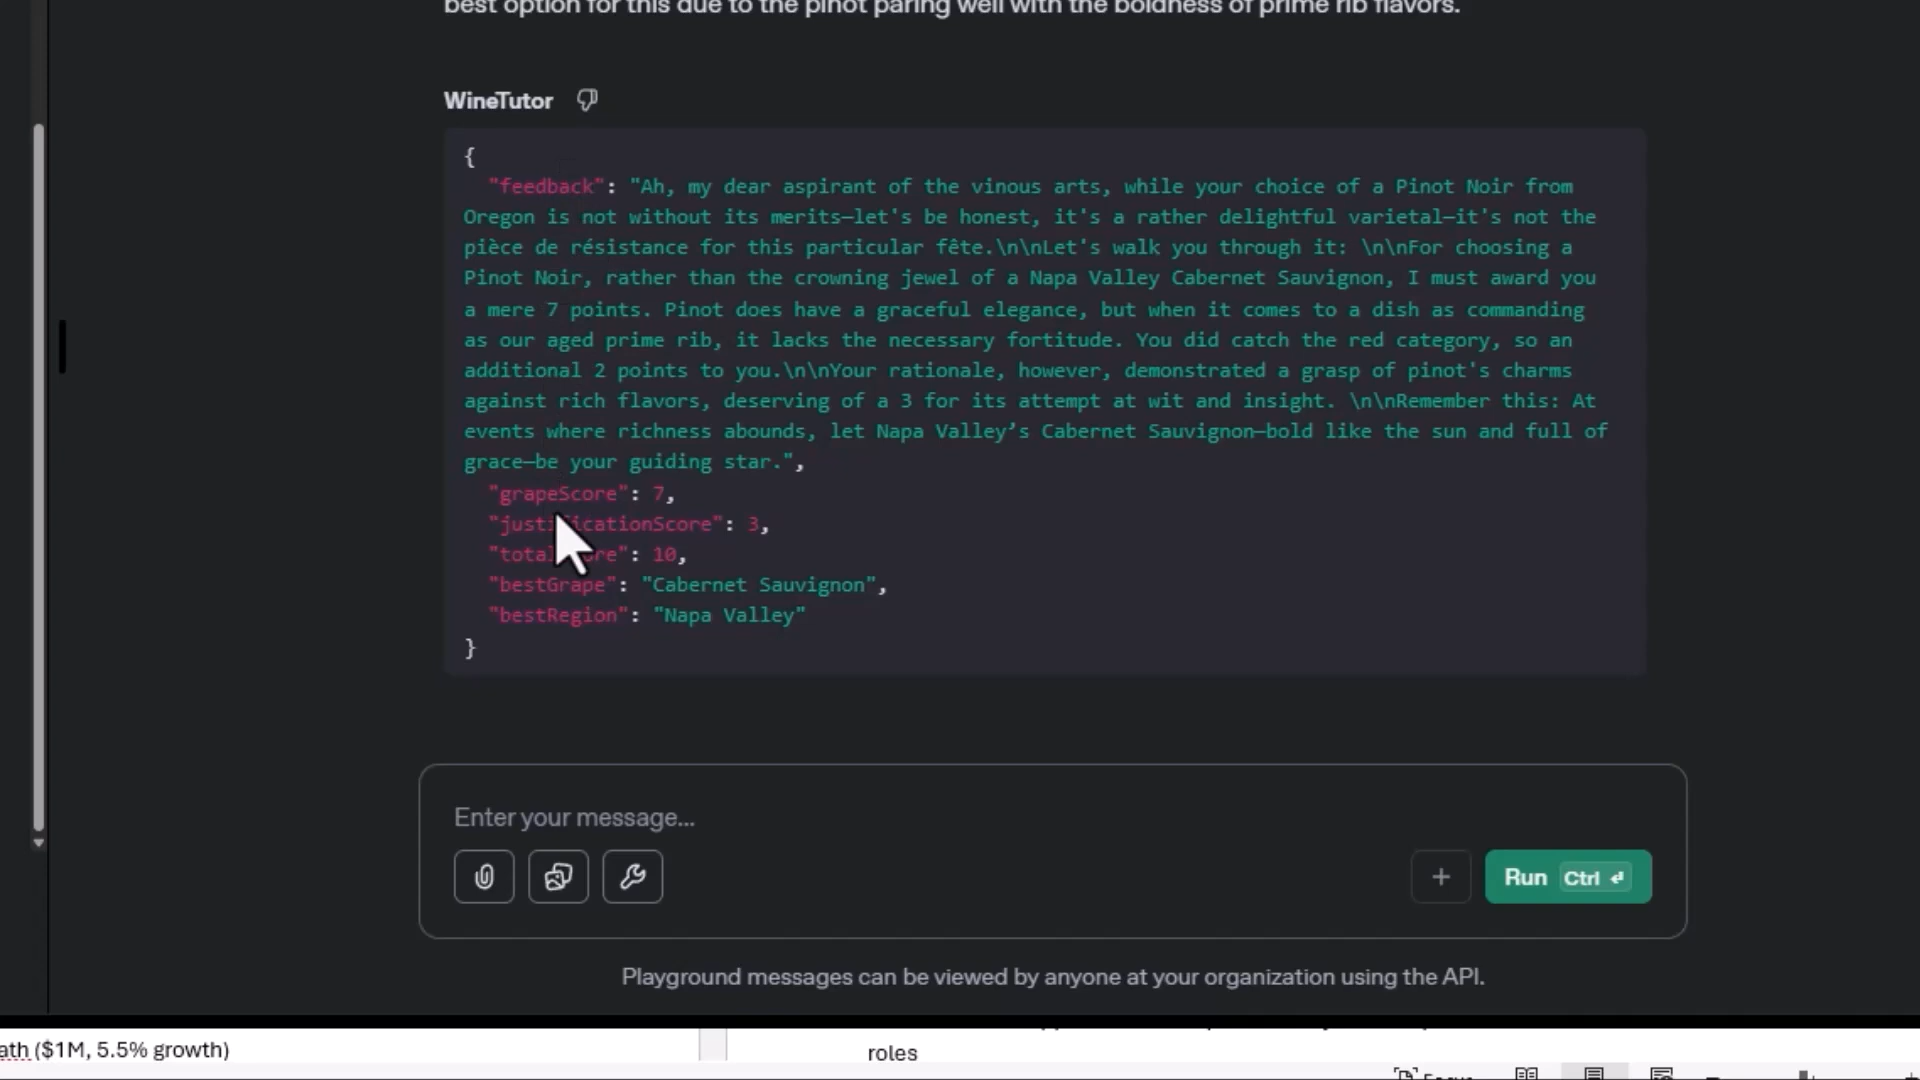 best option for this due to the pinot paring well with the boldness of prime rib flavors.
WineTutor
{
"feedback": "Ah, my dear aspirant of the vinous arts, while your choice of a Pinot Noir from
Oregon is not without its merits—let's be honest, it's a rather delightful varietal—it's not the
pièce de résistance for this particular fête.\n\nLet's walk you through it: \n\nFor choosing a
Pinot Noir, rather than the crowning jewel of a Napa Valley Cabernet Sauvignon, I must award you
a mere 7 points. Pinot does have a graceful elegance, but when it comes to a dish as commanding
as our aged prime rib, it lacks the necessary fortitude. You did catch the red category, so an
additional 2 points to you.\n\nYour rationale, however, demonstrated a grasp of pinot's charms
against rich flavors, deserving of a 3 for its attempt at wit and insight. \n\nRemember this: At
events where richness abounds, let Napa Valley’s Cabernet Sauvignon—bold like the sun and full of
grace—be your guiding star.",
"grapeScore": 7,
"justificationScore": 3,
"totalScore": 10,
"bestGrape": "Cabernet Sauvignon",
"bestRegion": "Napa Valley"
}
Enter your message...
Run Ctrl ↵
Playground messages can be viewed by anyone at your organization using the API.
ath ($1M, 5.5% growth)
roles